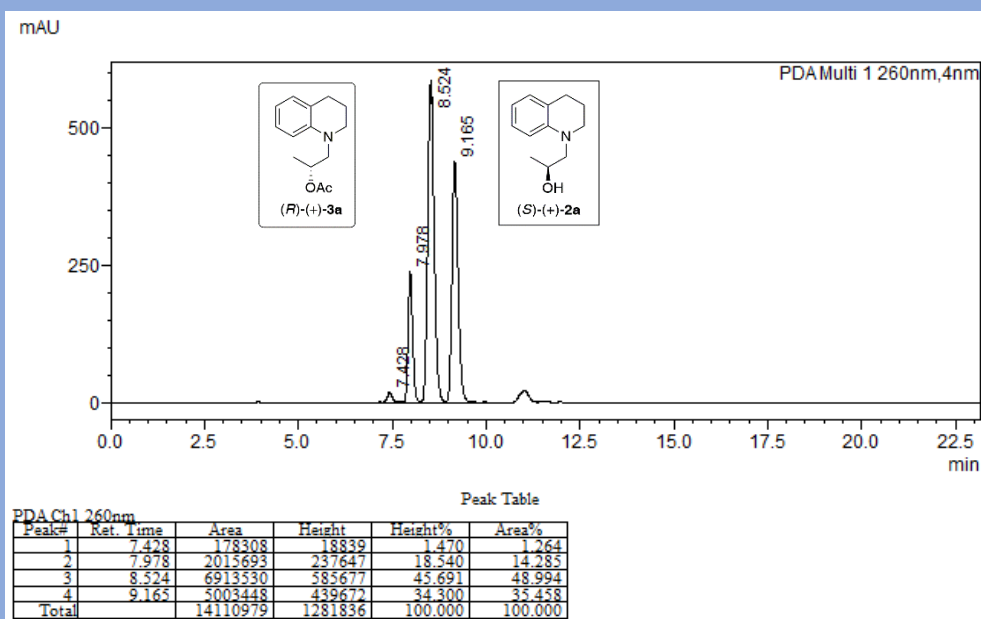 mAU
PDA Multi 1 260nm,4nm
500
250
0
7.428
7.978
8.524
9.165
N
OAc
(R)-(+)-3a
N
OH
(S)-(+)-2a
0.0 2.5 5.0 7.5 10.0 12.5 15.0 17.5 20.0 22.5
min
Peak Table
PDA Ch1 260nm
Peak# Ret. Time Area Height Height% Area%
1 7.428 178308 18839 1.470 1.264
2 7.978 2015693 237647 18.540 14.285
3 8.524 6913530 585677 45.691 48.994
4 9.165 5003448 439672 34.300 35.458
Total 14110979 1281836 100.000 100.000